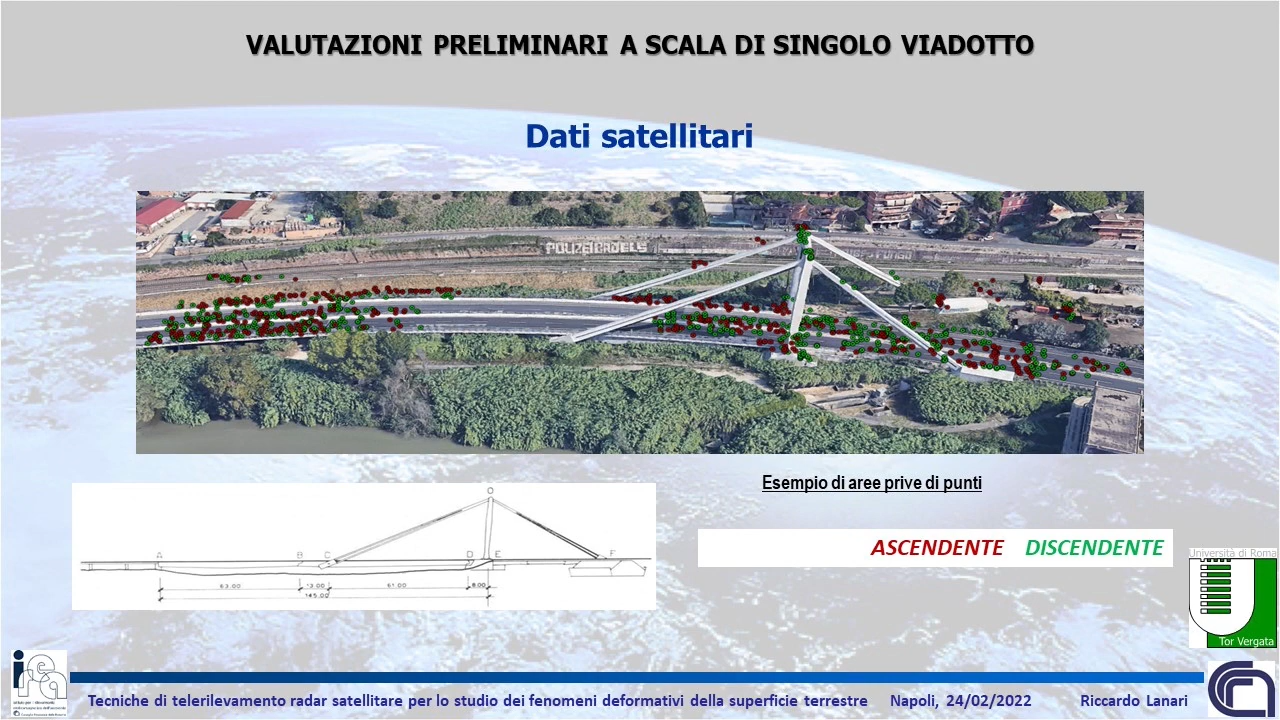 VALUTAZIONI PRELIMINARI A SCALA DI SINGOLO VIADOTTO
Dati satellitari
Esempio di aree prive di punti
O
A B C D E F
63.00 13.00 61.00 8.00
145.00
ASCENDENTE DISCENDENTE
Università di Roma
Tor Vergata
Tecniche di telerilevamento radar satellitare per lo studio dei fenomeni deformativi della superficie terrestre Napoli, 24/02/2022 Riccardo Lanari